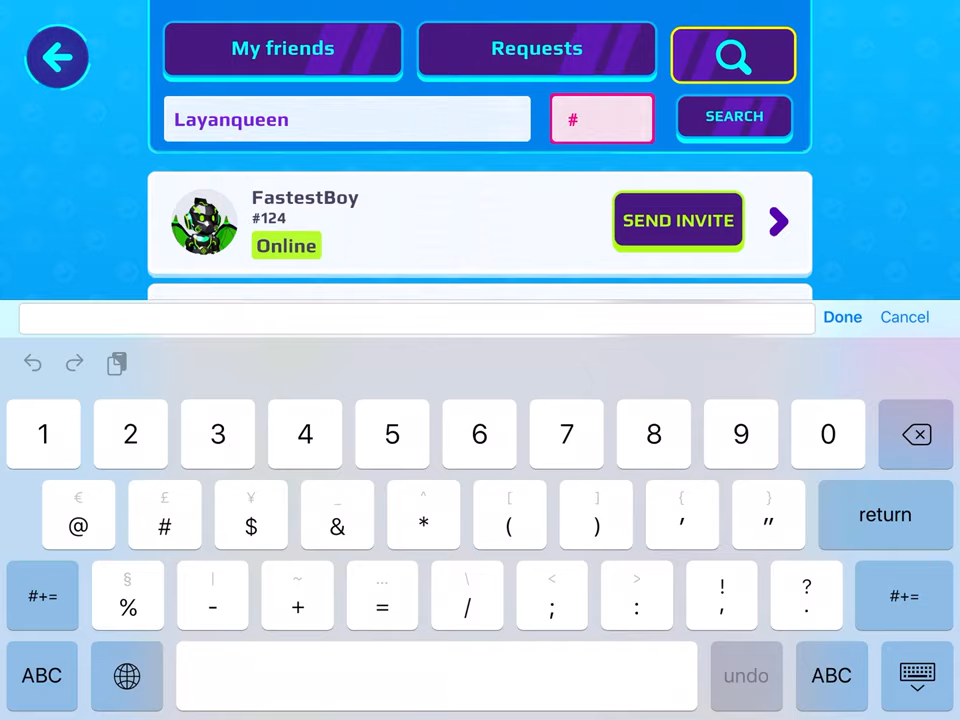 My friends Requests
Layanqueen # SEARCH
FastestBoy
#124
Online
SEND INVITE
Done Cancel
1 2 3 4 5 6 7 8 9 0
€ £ ¥ _ ^ [ ] { }
@ # $ & * ( ) ' " return
§ | ~ … \ < > ! ?
#+= % - + = / ; : , . #+=
ABC undo ABC